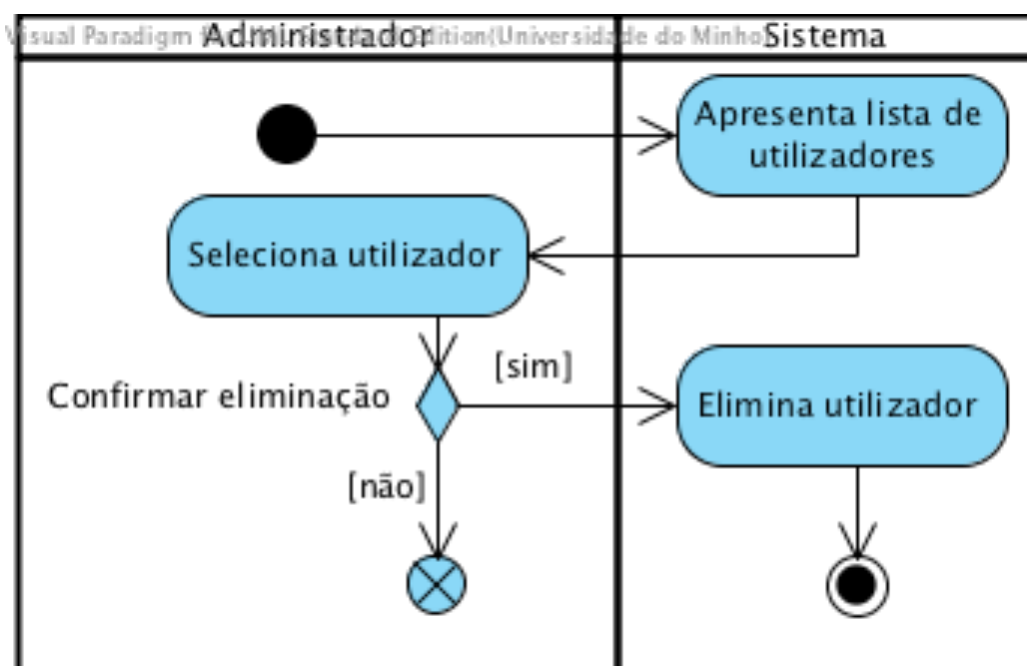 Administrador
Sistema
Apresenta lista de
utilizadores
Seleciona utilizador
Confirmar eliminação
[sim]
Elimina utilizador
[não]
Visual Paradigm
Edition(Universidade do Minho)